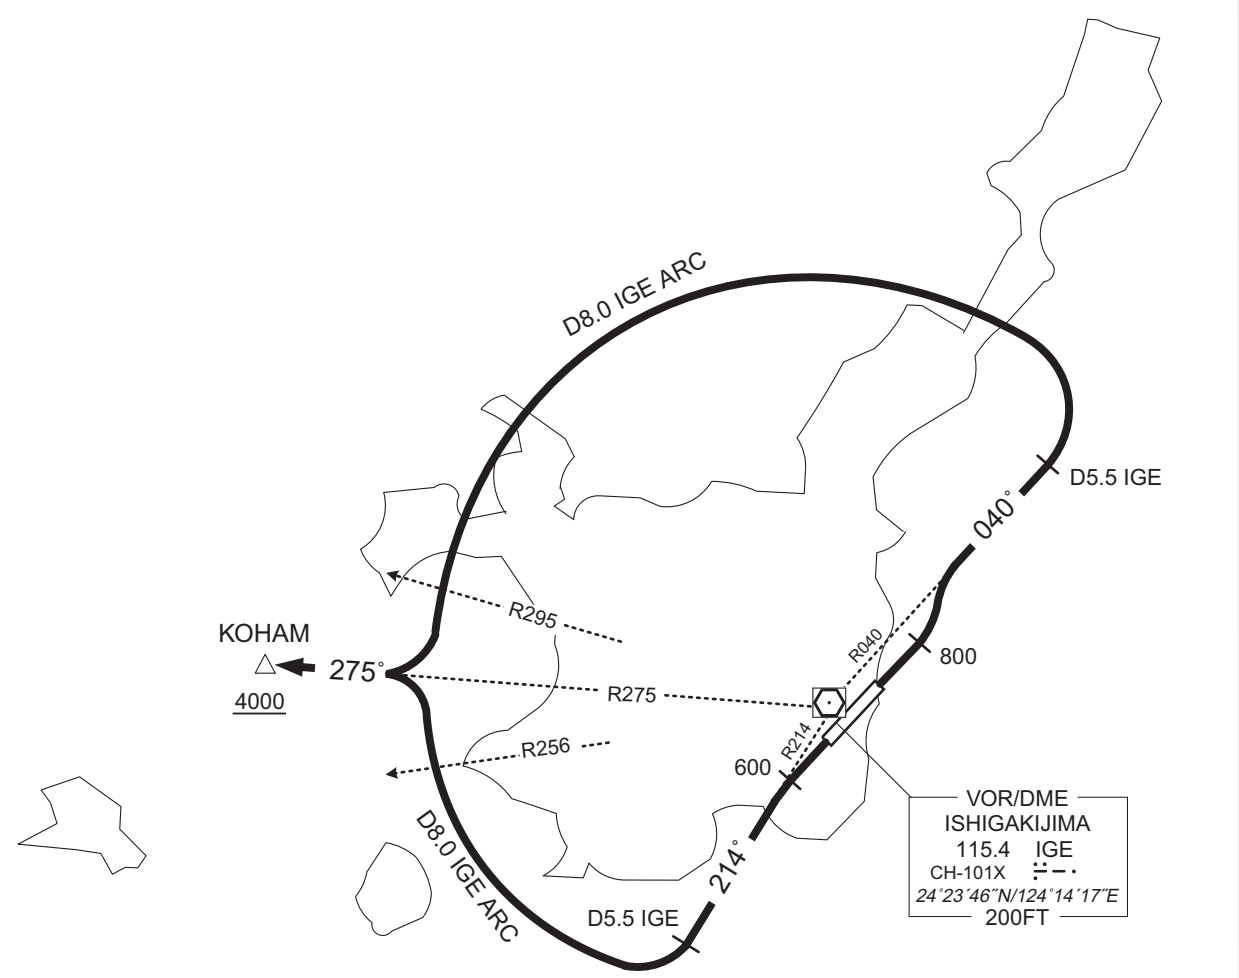 D8.0 IGE ARC
D5.5 IGE
040°
R295
KOHAM
4000
275°
R275
R040
800
R256
R214
600
VOR/DME
ISHIGAKIJIMA
115.4 IGE
CH-101X
24°23′46″N/124°14′17″E
200FT
D8.0 IGE ARC
214°
D5.5 IGE